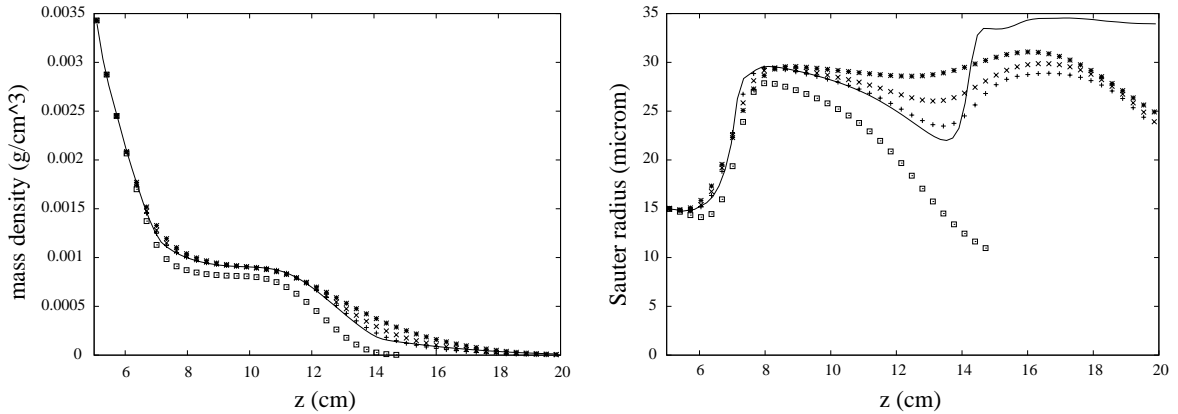 mass density (g/cm^3)
0.0035
0.003
0.0025
0.002
0.0015
0.001
0.0005
0
6 8 10 12 14 16 18 20
z (cm)
Sauter radius (microm)
35
30
25
20
15
10
5
0
6 8 10 12 14 16 18 20
z (cm)